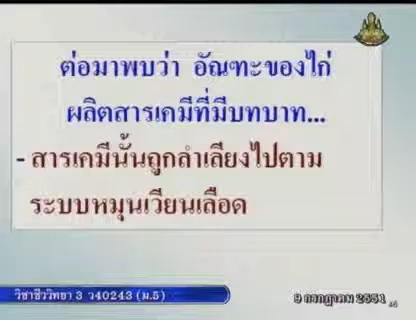 ต่อมาพบว่า อัณฑะของไก่
ผลิตสารเคมีที่มีบทบาท...
- สารเคมีนั้นถูกลำเลียงไปตาม
ระบบหมุนเวียนเลือด
วิชาชีววิทยา 3 ว40243 (ม.5)
9 กรกฎาคม 2551